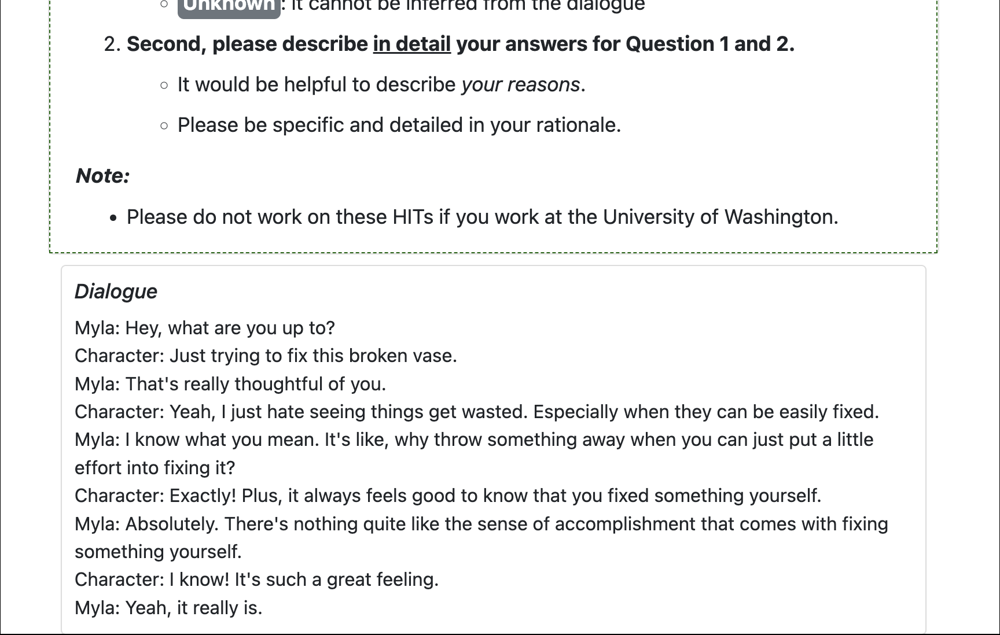 Unknown : It cannot be inferred from the dialogue
2. Second, please describe in detail your answers for Question 1 and 2.
It would be helpful to describe your reasons.
Please be specific and detailed in your rationale.
Note:
Please do not work on these HITs if you work at the University of Washington.
Dialogue
Myla: Hey, what are you up to?
Character: Just trying to fix this broken vase.
Myla: That's really thoughtful of you.
Character: Yeah, I just hate seeing things get wasted. Especially when they can be easily fixed.
Myla: I know what you mean. It's like, why throw something away when you can just put a little
effort into fixing it?
Character: Exactly! Plus, it always feels good to know that you fixed something yourself.
Myla: Absolutely. There's nothing quite like the sense of accomplishment that comes with fixing
something yourself.
Character: I know! It's such a great feeling.
Myla: Yeah, it really is.